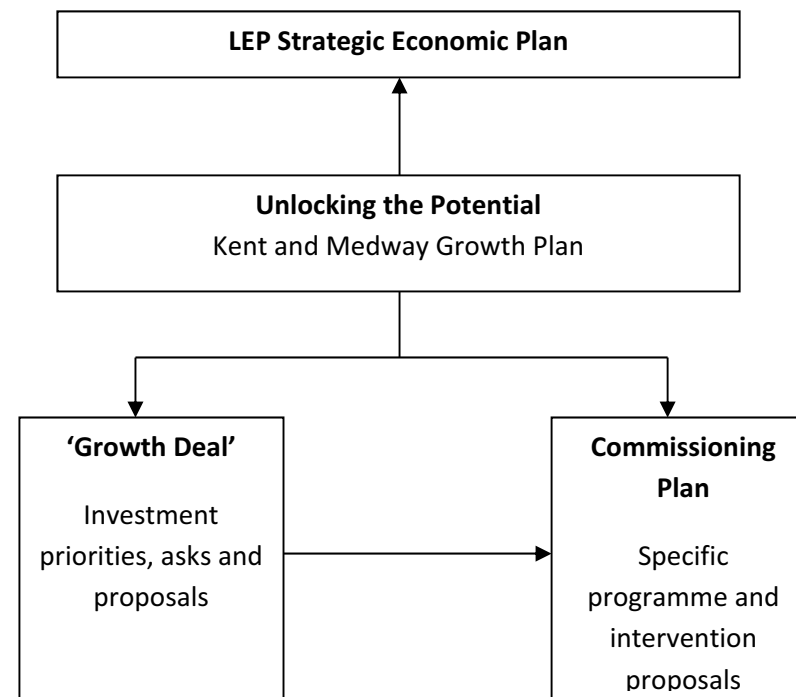 LEP Strategic Economic Plan
Unlocking the Potential
Kent and Medway Growth Plan
‘Growth Deal’
Investment
priorities, asks and
proposals
Commissioning
Plan
Specific
programme and
intervention
proposals